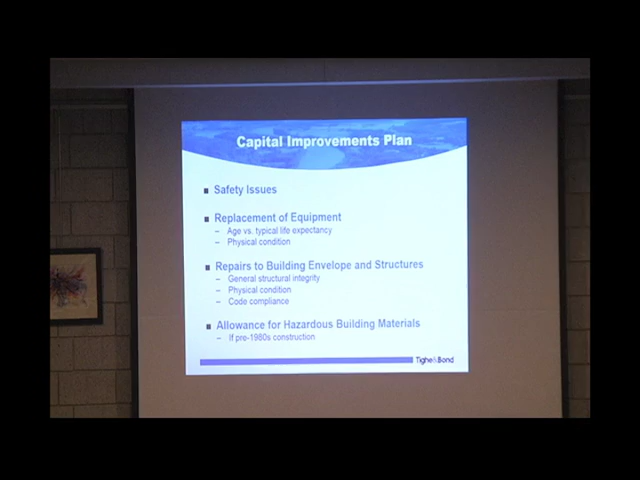 Capital Improvements Plan
■ Safety Issues
■ Replacement of Equipment
– Age vs. typical life expectancy
– Physical condition
■ Repairs to Building Envelope and Structures
– General structural integrity
– Physical condition
– Code compliance
■ Allowance for Hazardous Building Materials
– If pre-1980s construction
Tighe&Bond